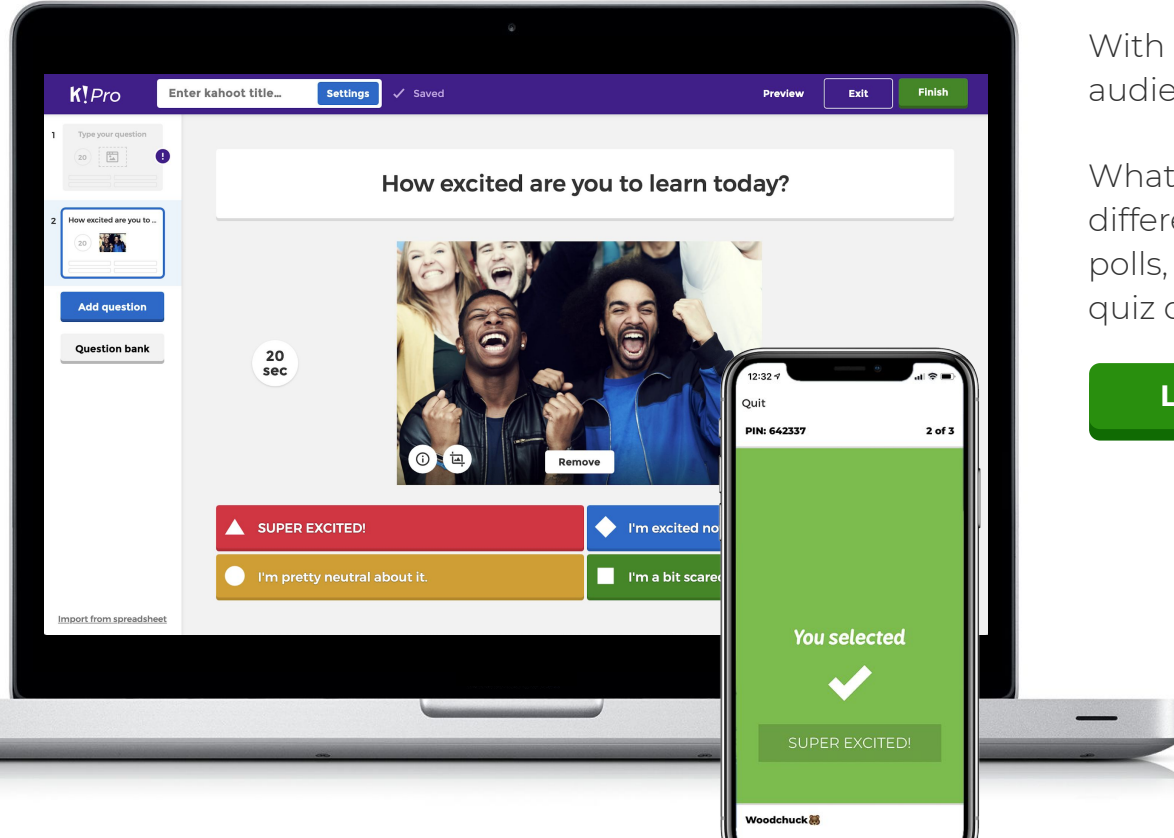 K! Pro
Enter kahoot title...
Settings
Saved
Preview
Exit
Finish
1
Type your question
20
2
How excited are you to ...
20
Add question
Question bank
Import from spreadsheet
How excited are you to learn today?
20
sec
Remove
SUPER EXCITED!
I'm excited
I'm pretty neutral about it.
I'm a bit
12:32
Quit
PIN: 642337
2 of 3
You selected
SUPER EXCITED!
Woodchuck🐻
With
What
polls,
quiz